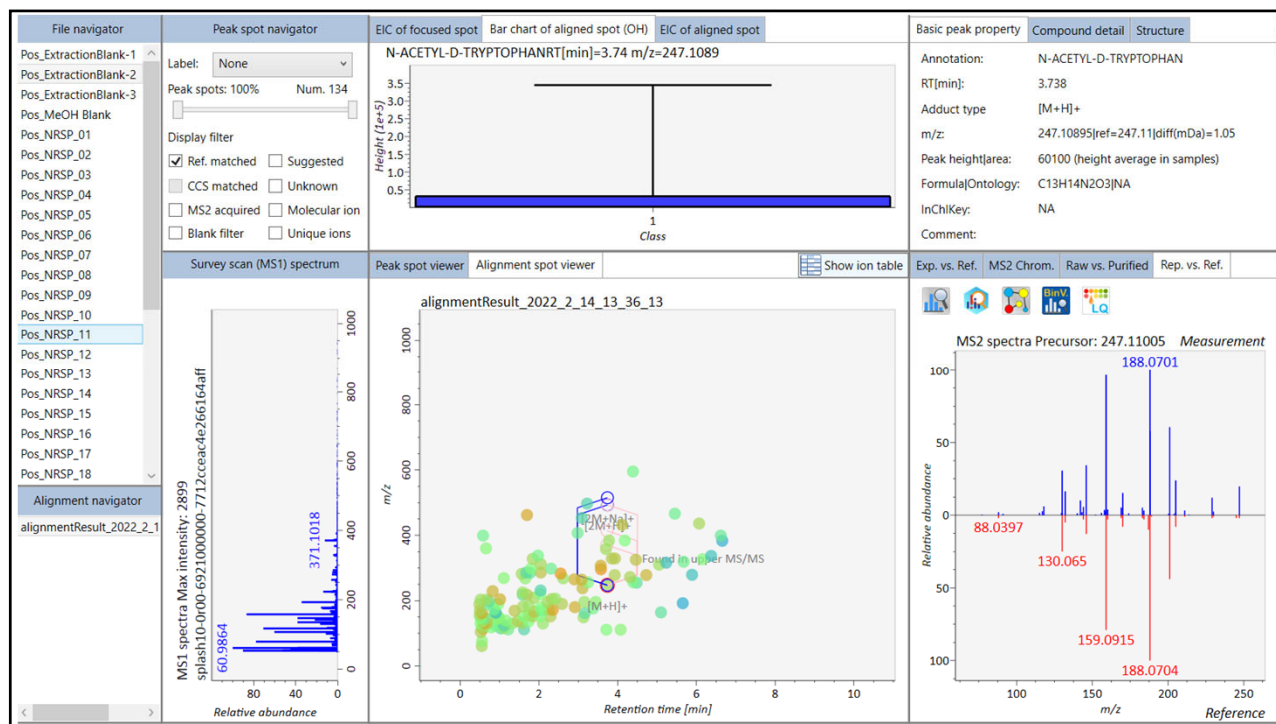 File navigator
Pos_ExtractionBlank-1
Pos_ExtractionBlank-2
Pos_ExtractionBlank-3
Pos_MeOH Blank
Pos_NRSP_01
Pos_NRSP_02
Pos_NRSP_03
Pos_NRSP_04
Pos_NRSP_05
Pos_NRSP_06
Pos_NRSP_07
Pos_NRSP_08
Pos_NRSP_09
Pos_NRSP_10
Pos_NRSP_11
Pos_NRSP_12
Pos_NRSP_13
Pos_NRSP_14
Pos_NRSP_15
Pos_NRSP_16
Pos_NRSP_17
Pos_NRSP_18
Alignment navigator
alignmentResult_2022_2_1
Peak spot navigator
Label: None
Peak spots: 100% Num. 134
Display filter
Ref. matched Suggested
CCS matched Unknown
MS2 acquired Molecular ion
Blank filter Unique ions
EIC of focused spot Bar chart of aligned spot (OH) EIC of aligned spot
N-ACETYL-D-TRYPTOPHANRT[min]=3.74 m/z=247.1089
Height (1e+5)
3.5
3.0
2.5
2.0
1.5
1.0
0.5
1
Class
Basic peak property Compound detail Structure
Annotation: N-ACETYL-D-TRYPTOPHAN
RT[min]: 3.738
Adduct type [M+H]+
m/z: 247.10895|ref=247.11|diff(mDa)=1.05
Peak height|area: 60100 (height average in samples)
Formula|Ontology: C13H14N2O3|NA
InChIKey: NA
Comment:
Survey scan (MS1) spectrum
MS1 spectra Max intensity: 2899
splash10-0f00-6921000000-7712cceac4e266164aff
371.1018
60.9864
1000
800
600
400
200
0
80 40 0
Relative abundance
Peak spot viewer Alignment spot viewer Show ion table
alignmentResult_2022_2_14_13_36_13
m/z
1000
800
600
400
200
0
[2M+Na]+
[2M+H]+
Found in upper MS/MS
[M+H]+
0 2 4 6 8 10
Retention time [min]
Exp. vs. Ref. MS2 Chrom. Raw vs. Purified Rep. vs. Ref.
BinV.
LQ
MS2 spectra Precursor: 247.11005 Measurement
188.0701
Relative abundance
Relative abundance
100
50
0
50
100
88.0397
130.065
159.0915
188.0704
100 150 200 250
m/z
Reference